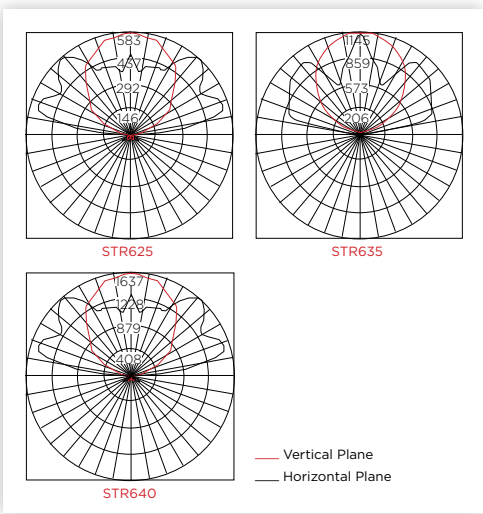 583
437
292
146
STR625
1145
859
573
206
STR635
1637
1228
879
408
STR640
Vertical Plane
Horizontal Plane